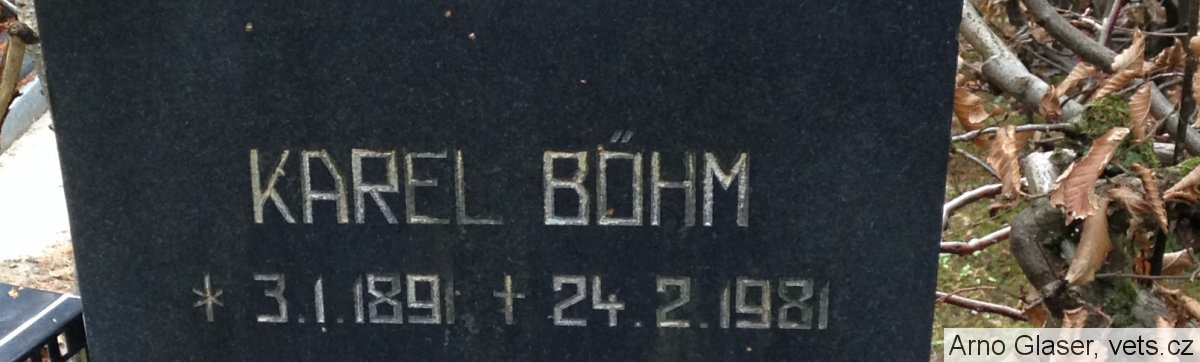 KAREL BÖHM
* 3.1.1891. † 24.2.1981
Arno Glaser, vets.cz